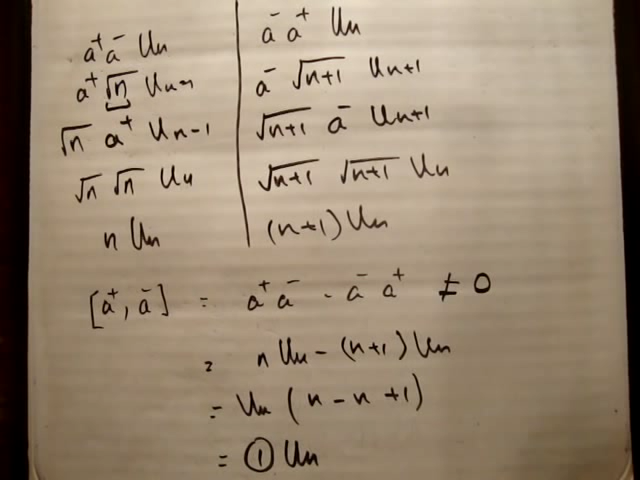 a⁺a⁻ Un
a⁺ √n Un-1
√n a⁺ Un-1
√n √n Un
n Un
a⁻ a⁺ Un
a⁻ √n+1 Un+1
√n+1 a⁻ Un+1
√n+1 √n+1 Un
(n+1) Un
[a⁺, a⁻] = a⁺a⁻ - a⁻a⁺ ≠ 0
= n Un - (n+1) Un
= Un (n - n + 1)
= ① Un